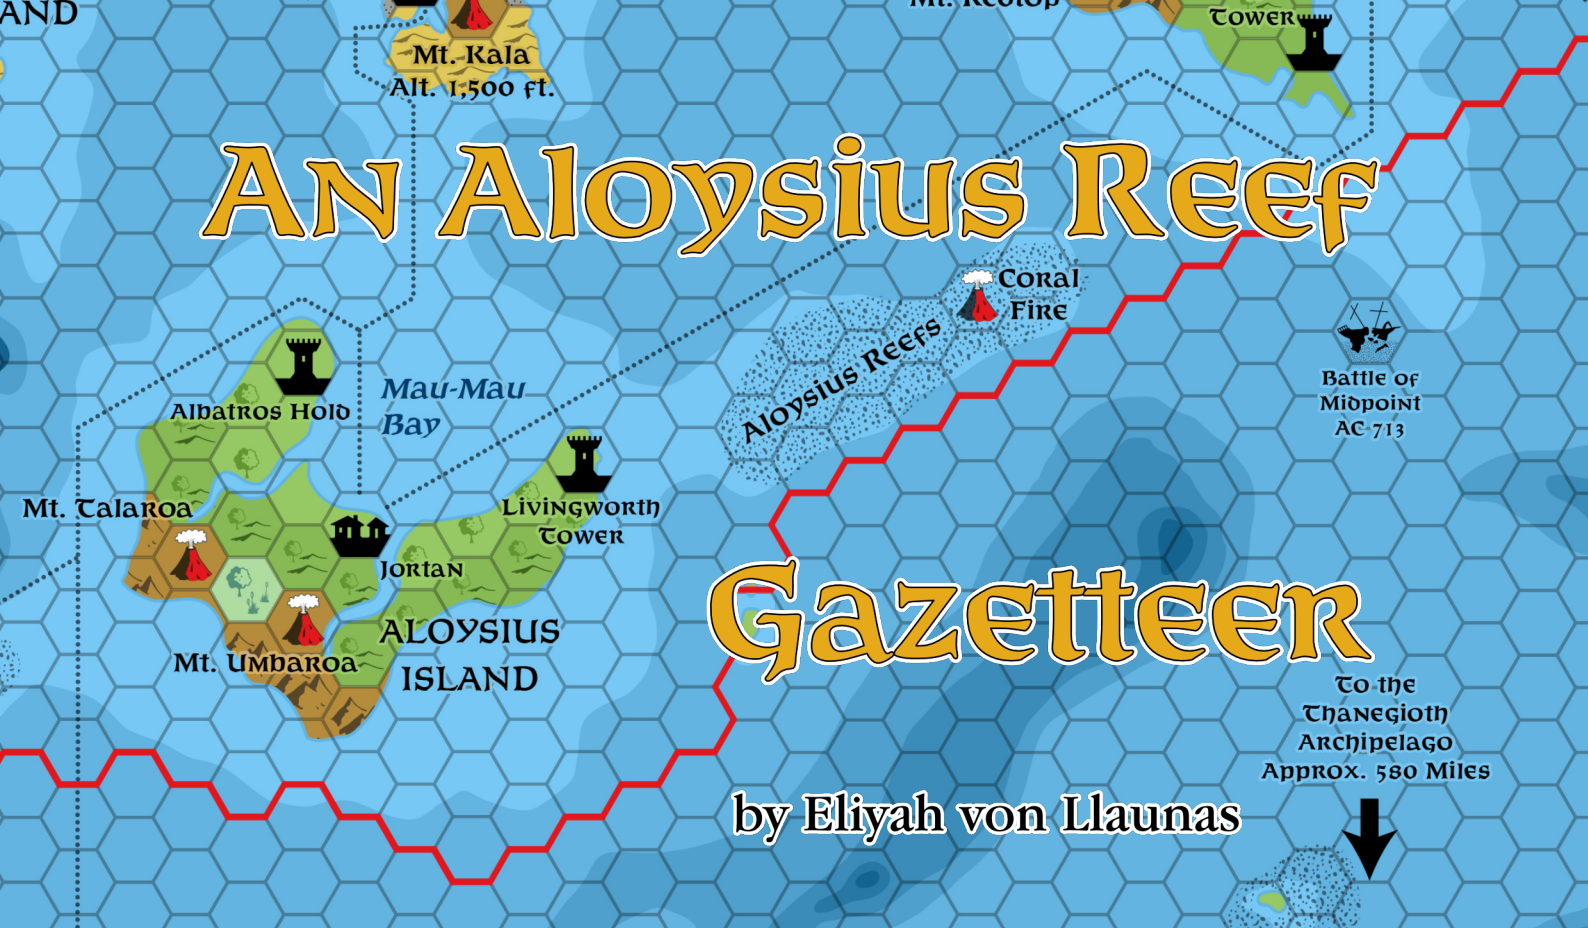 AND
Mt. Kala
Alt. 1,500 ft.
Tower
An Aloysius Reef
Coral
Fire
Aloysius Reefs
Battle of
Midpoint
AC 713
Mau-Mau
Bay
Albatros Hold
Mt. Talaroa
Livingworth
Tower
Jortan
Mt. Umbaroa
ALOYSIUS
ISLAND
Gazetteer
To the
Thanegioth
Archipelago
Approx. 580 Miles
by Eliyah von Llaunas